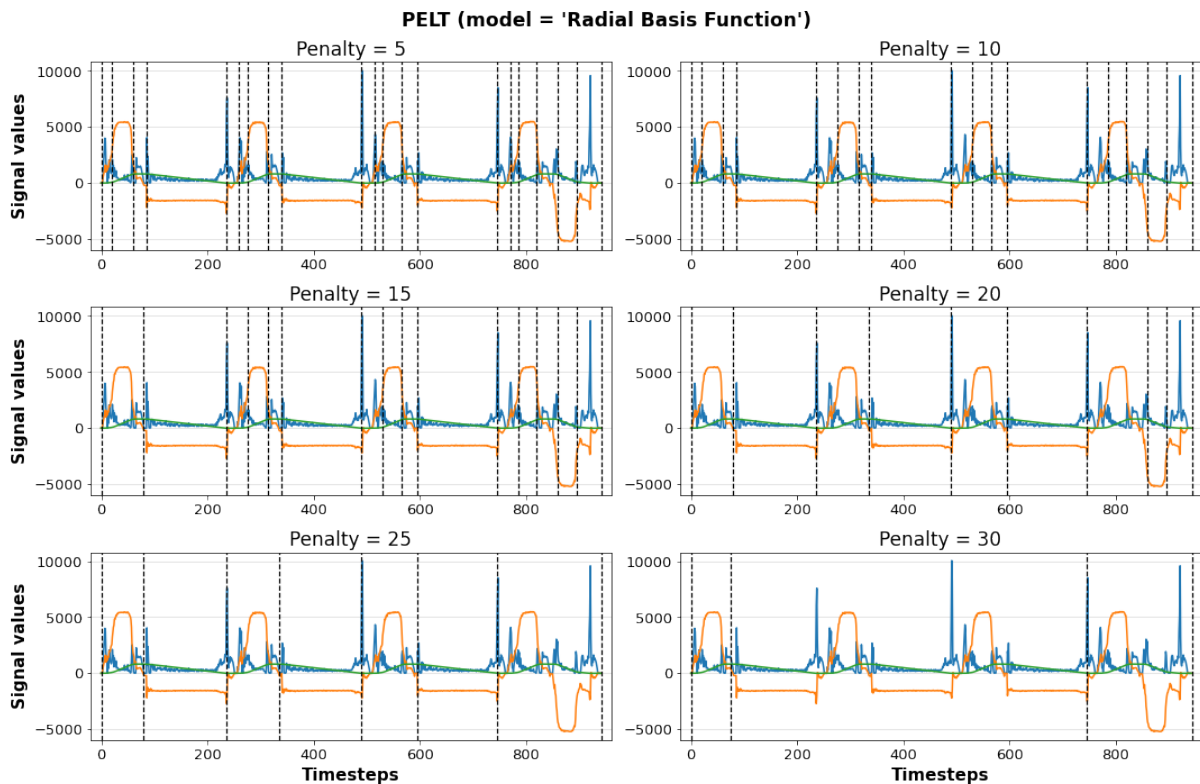 PELT (model = 'Radial Basis Function')
Penalty = 5
Penalty = 10
Signal values
10000
5000
0
−5000
0 200 400 600 800
10000
5000
0
−5000
0 200 400 600 800
Penalty = 15
Penalty = 20
Signal values
10000
5000
0
−5000
0 200 400 600 800
10000
5000
0
−5000
0 200 400 600 800
Penalty = 25
Penalty = 30
Signal values
10000
5000
0
−5000
0 200 400 600 800
Timesteps
10000
5000
0
−5000
0 200 400 600 800
Timesteps